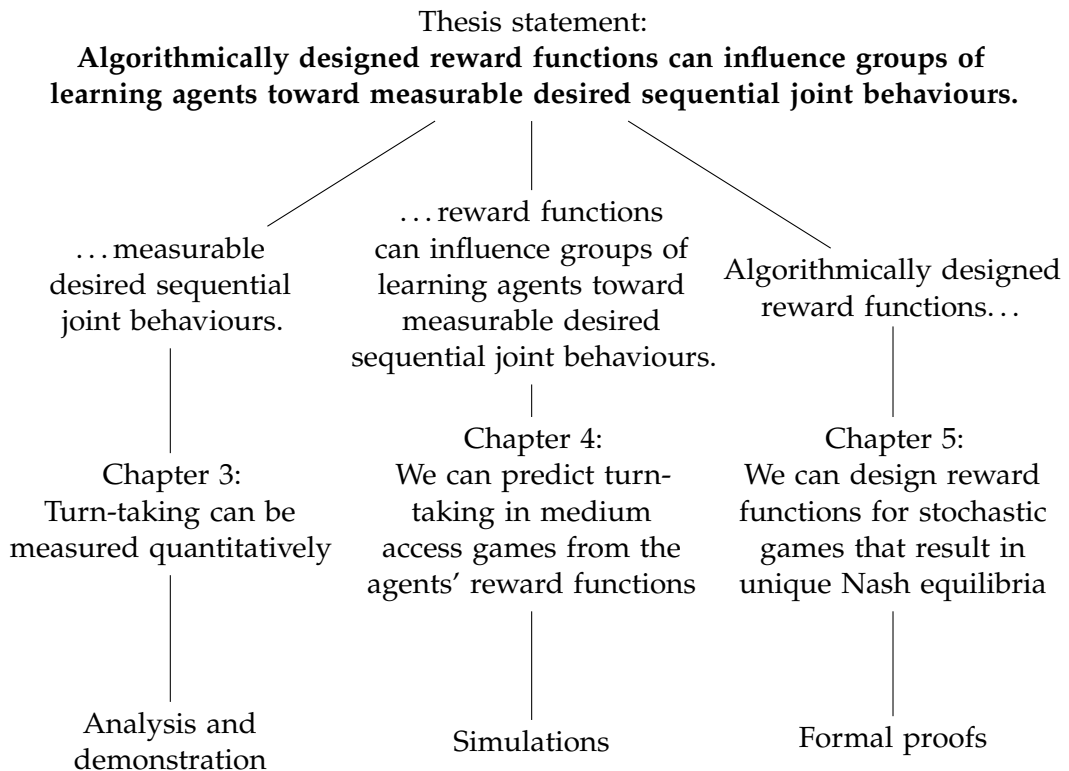 Thesis statement:
Algorithmically designed reward functions can influence groups of
learning agents toward measurable desired sequential joint behaviours.
...measurable
desired sequential
joint behaviours.
...reward functions
can influence groups of
learning agents toward
measurable desired
sequential joint behaviours.
Algorithmically designed
reward functions...
Chapter 3:
Turn-taking can be
measured quantitatively
Chapter 4:
We can predict turn-
taking in medium
access games from the
agents’ reward functions
Chapter 5:
We can design reward
functions for stochastic
games that result in
unique Nash equilibria
Analysis and
demonstration
Simulations
Formal proofs